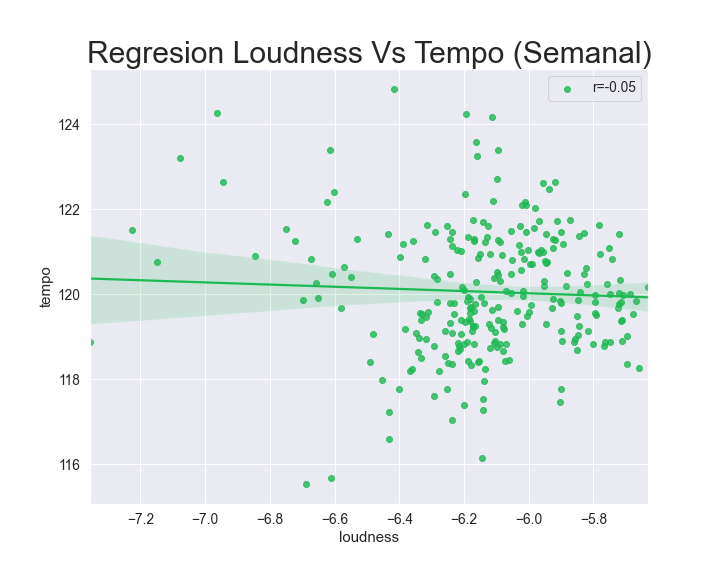 Regresion Loudness Vs Tempo (Semanal)
r=-0.05
124
122
120
118
116
tempo
−7.2 −7.0 −6.8 −6.6 −6.4 −6.2 −6.0 −5.8
loudness